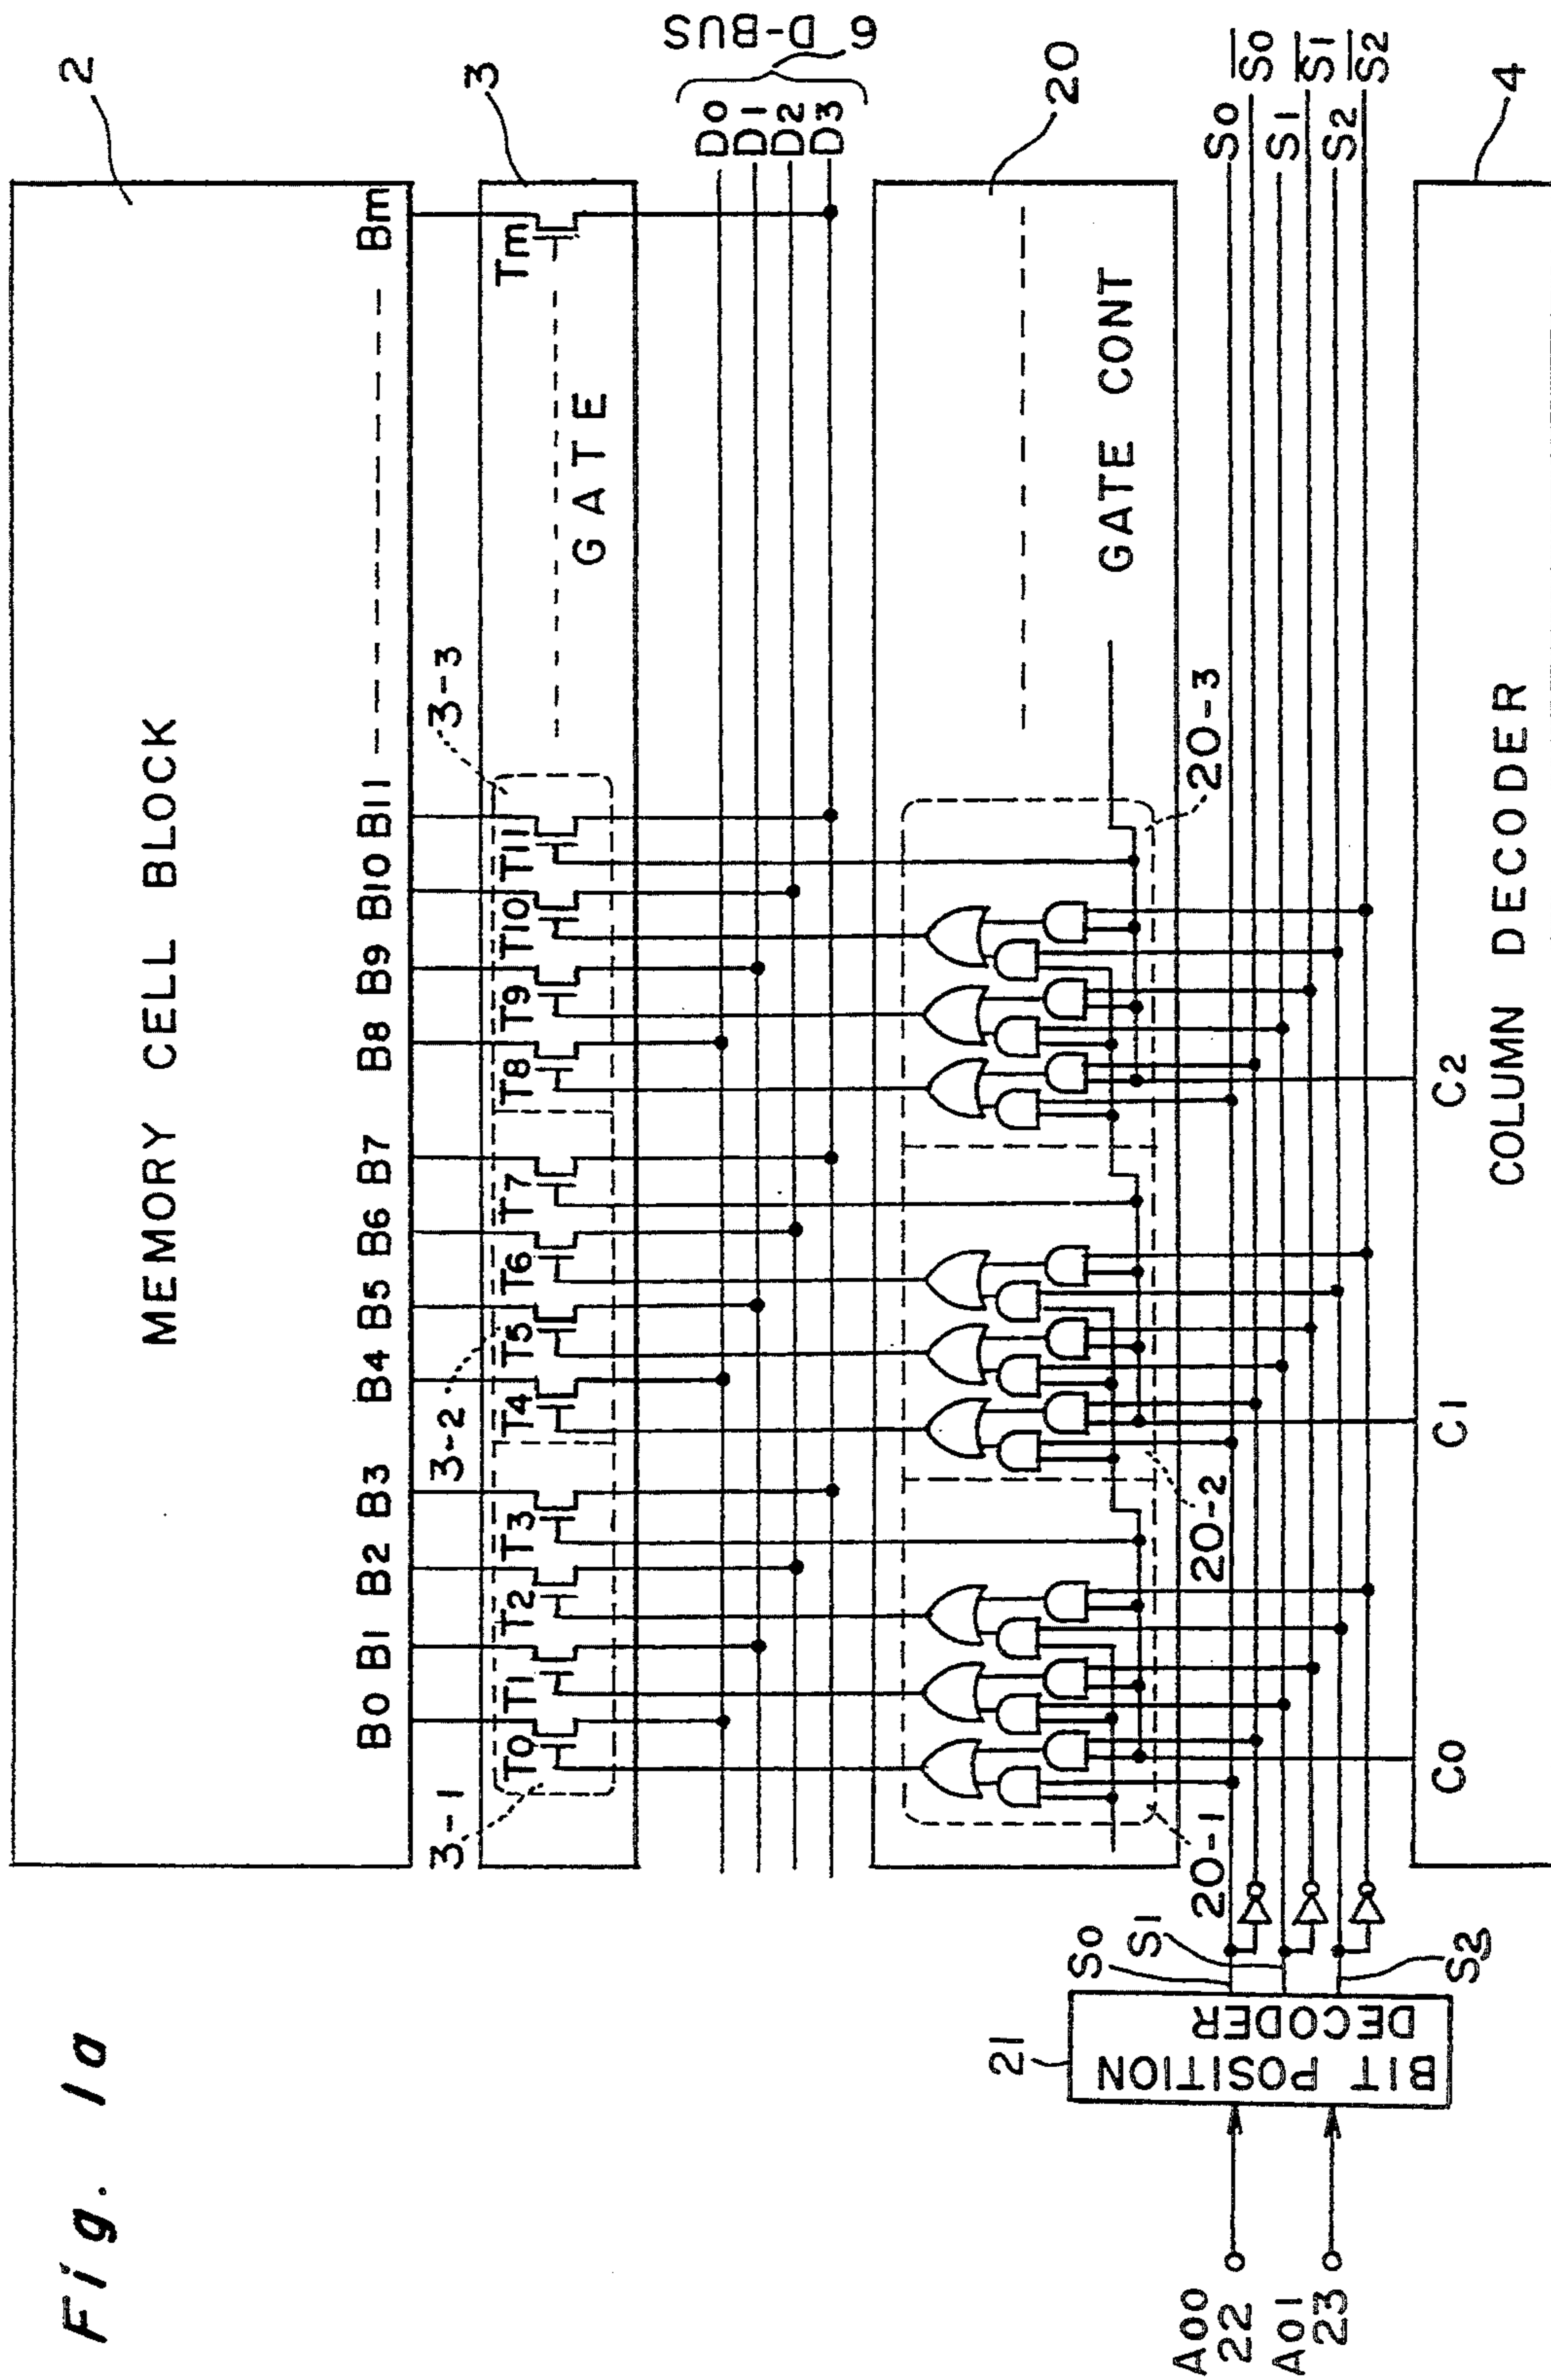 Fig. 1a
MEMORY CELL BLOCK
2
B0 B1 B2 B3 B4 B5 B6 B7 B8 B9 B10 B11 Bm
3-1
3-2
3-3
3
T0 T1 T2 T3 T4 T5 T6 T7 T8 T9 T10 T11 Tm
GATE
D0
D1
D2
D3
6 D-BUS
20
GATE CONT
20-1
20-2
20-3
21
BIT POSITION
DECODER
A00
22
A01
23
S0
S1
S2
S0
S̅0̅
S1
S̅1̅
S2
S̅2̅
C0 C1 C2
COLUMN DECODER
4